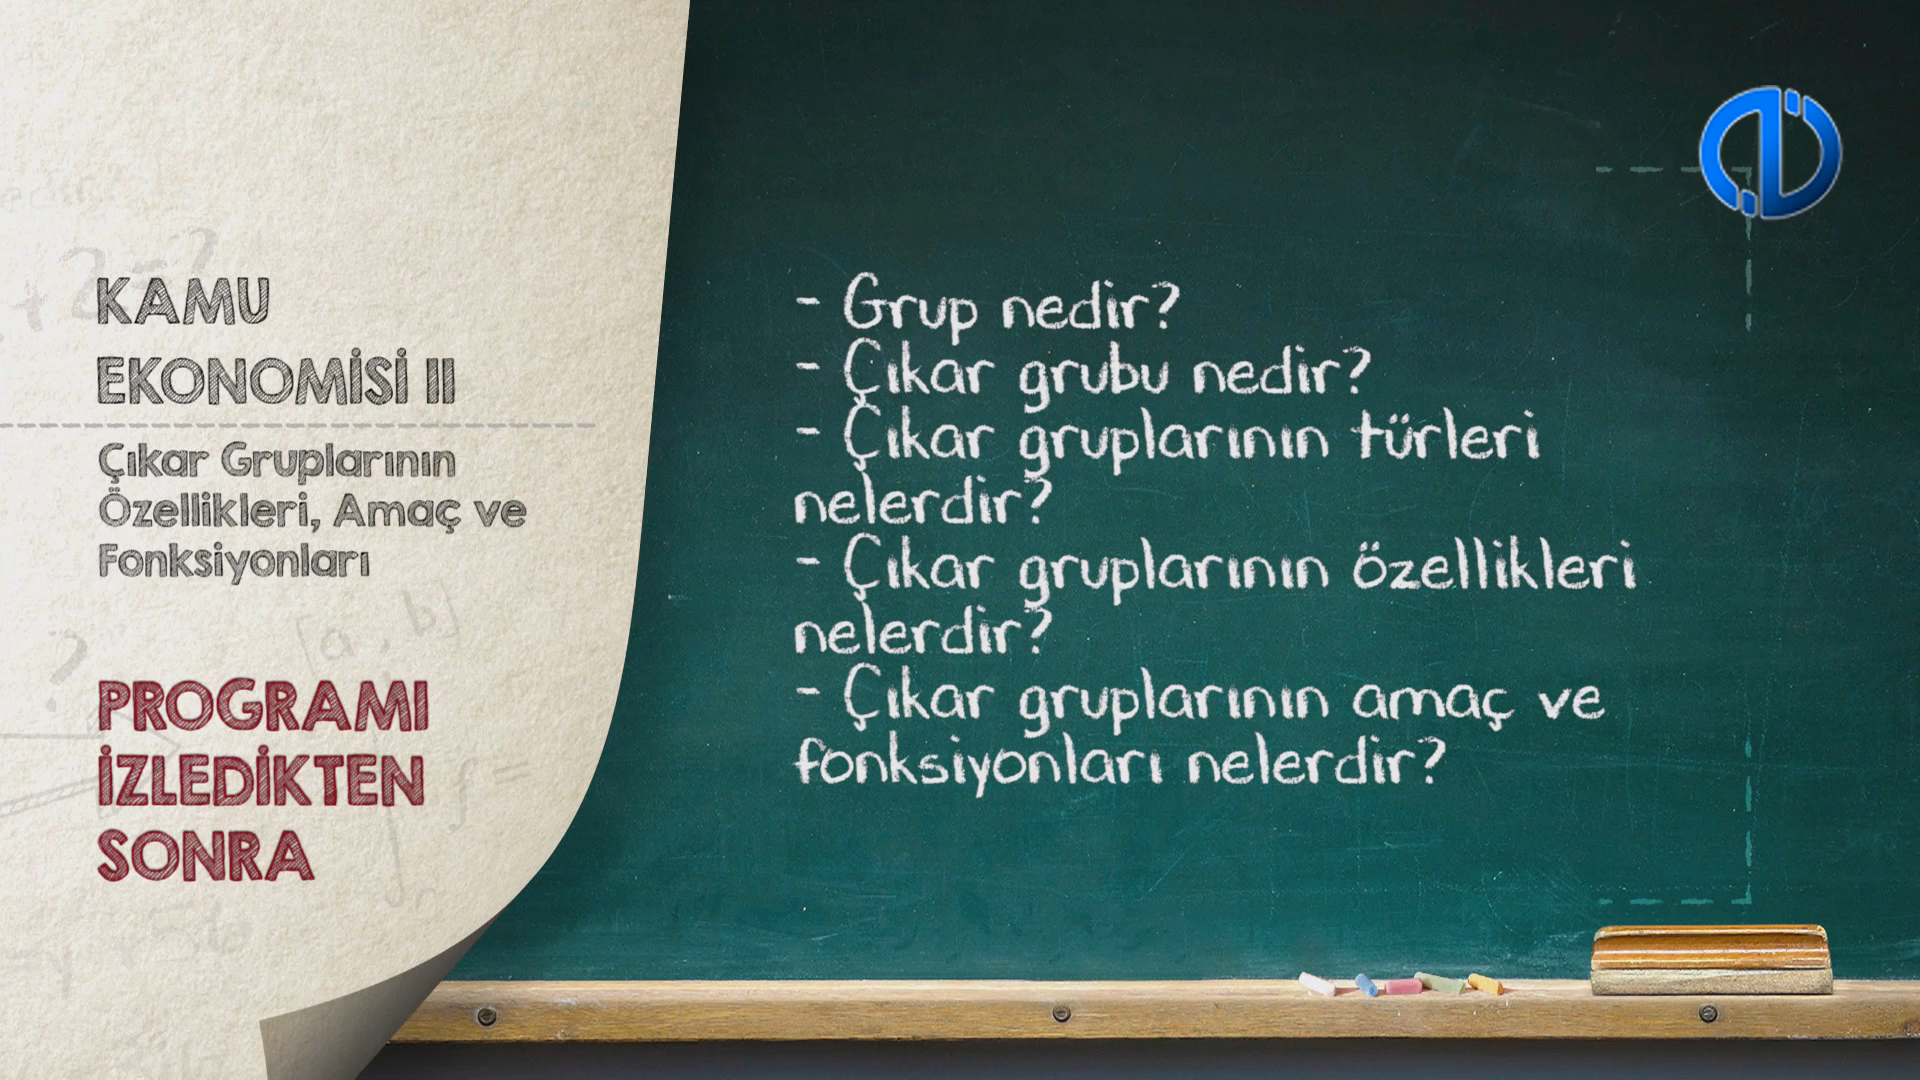 KAMU
EKONOMİSİ II
Çıkar Gruplarının
Özellikleri, Amaç ve
Fonksiyonları
PROGRAMI
İZLEDİKTEN
SONRA
- Grup nedir?
- Çıkar grubu nedir?
- Çıkar gruplarının türleri
nelerdir?
- Çıkar gruplarının özellikleri
nelerdir?
- Çıkar gruplarının amaç ve
fonksiyonları nelerdir?